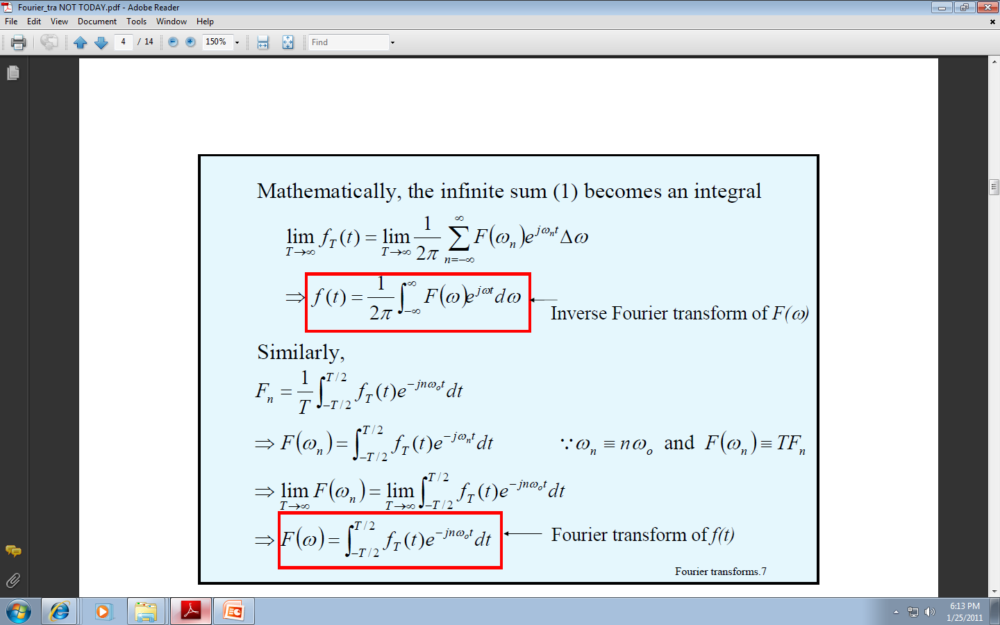 Fourier_tra NOT TODAY.pdf - Adobe Reader
File Edit View Document Tools Window Help
4 / 14 150% Find
Mathematically, the infinite sum (1) becomes an integral
lim_{T→∞} f_T(t) = lim_{T→∞} 1/2π ∑_{n=−∞}^{∞} F(ω_n)e^{jω_n t} Δω
⇒ f(t) = 1/2π ∫_{−∞}^{∞} F(ω)e^{jωt} dω
Inverse Fourier transform of F(ω)
Similarly,
F_n = 1/T ∫_{−T/2}^{T/2} f_T(t)e^{−jnω_o t} dt
⇒ F(ω_n) = ∫_{−T/2}^{T/2} f_T(t)e^{−jω_n t} dt ∵ ω_n ≡ nω_o and F(ω_n) ≡ TF_n
⇒ lim_{T→∞} F(ω_n) = lim_{T→∞} ∫_{−T/2}^{T/2} f_T(t)e^{−jnω_o t} dt
⇒ F(ω) = ∫_{−T/2}^{T/2} f_T(t)e^{−jnω_o t} dt Fourier transform of f(t)
Fourier transforms.7
6:13 PM
1/25/2011